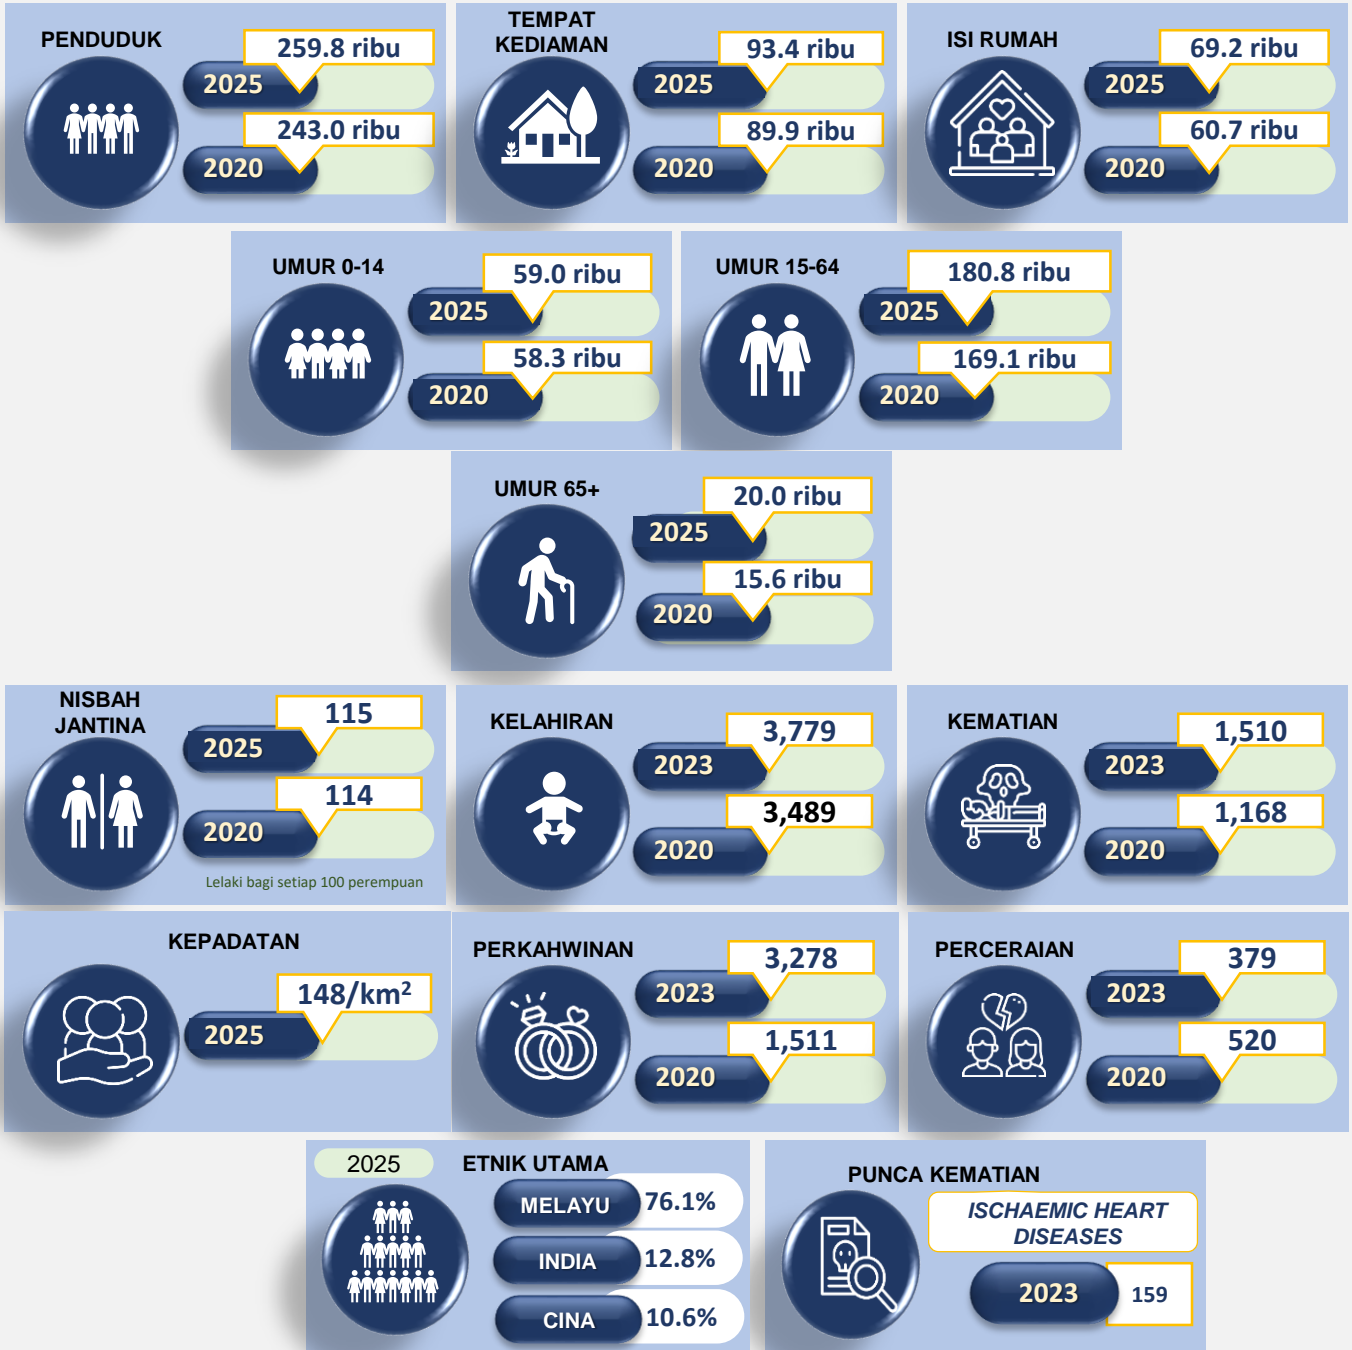 PENDUDUK
259.8 ribu
2025
243.0 ribu
2020
TEMPAT
KEDIAMAN
93.4 ribu
2025
89.9 ribu
2020
ISI RUMAH
69.2 ribu
2025
60.7 ribu
2020
UMUR 0-14
59.0 ribu
2025
58.3 ribu
2020
UMUR 15-64
180.8 ribu
2025
169.1 ribu
2020
UMUR 65+
20.0 ribu
2025
15.6 ribu
2020
NISBAH
JANTINA
115
2025
114
2020
Lelaki bagi setiap 100 perempuan
KELAHIRAN
3,779
2023
3,489
2020
KEMATIAN
1,510
2023
1,168
2020
KEPADATAN
148/km²
2025
PERKAHWINAN
3,278
2023
1,511
2020
PERCERAIAN
379
2023
520
2020
2025
ETNIK UTAMA
MELAYU 76.1%
INDIA 12.8%
CINA 10.6%
PUNCA KEMATIAN
ISCHAEMIC HEART
DISEASES
2023 159